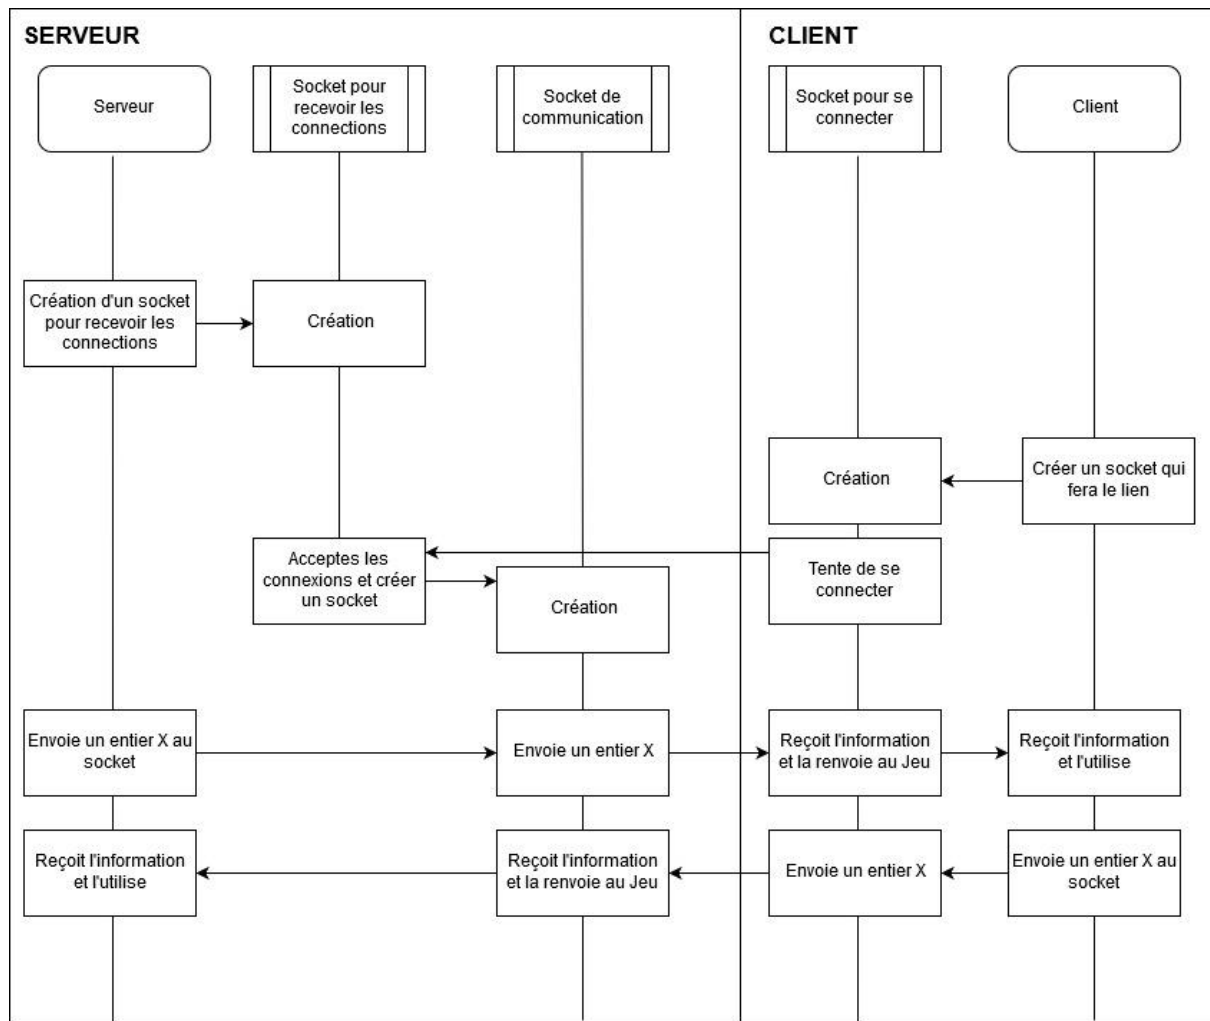 SERVEUR
CLIENT
Serveur
Socket pour
recevoir les
connections
Socket de
communication
Socket pour se
connecter
Client
Création d'un socket
pour recevoir les
connections
Création
Création
Créer un socket qui
fera le lien
Acceptes les
connexions et créer
un socket
Création
Tente de se
connecter
Envoie un entier X au
socket
Envoie un entier X
Reçoit l'information
et la renvoie au Jeu
Reçoit l'information
et l'utilise
Reçoit l'information
et l'utilise
Reçoit l'information
et la renvoie au Jeu
Envoie un entier X
Envoie un entier X au
socket